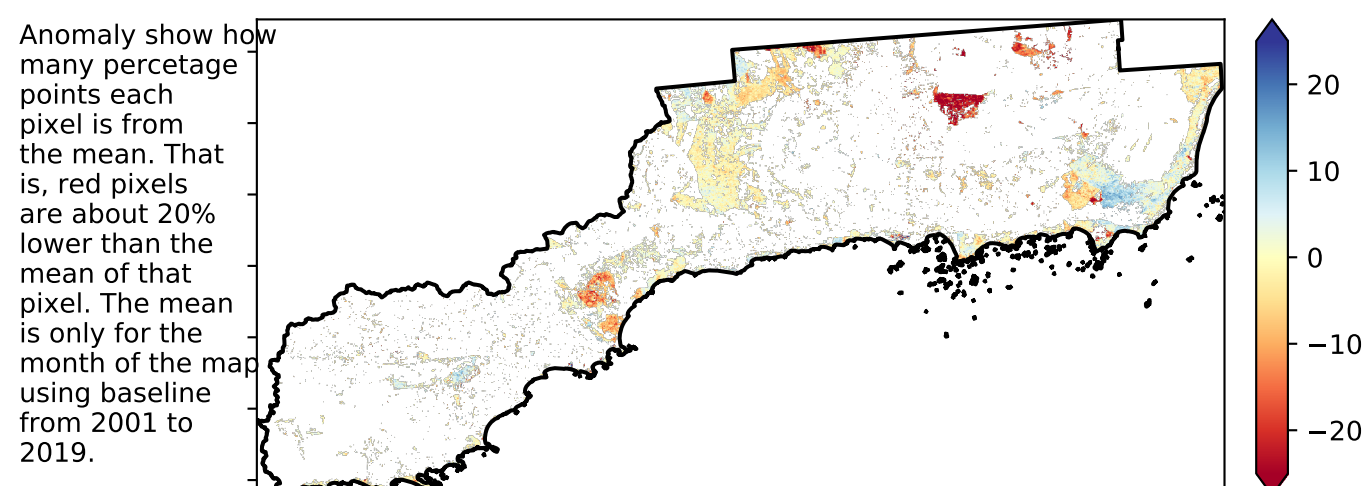 Anomaly show how
many percetage
points each
pixel is from
the mean. That
is, red pixels
are about 20%
lower than the
mean of that
pixel. The mean
is only for the
month of the map
using baseline
from 2001 to
2019.
20
10
0
−10
−20